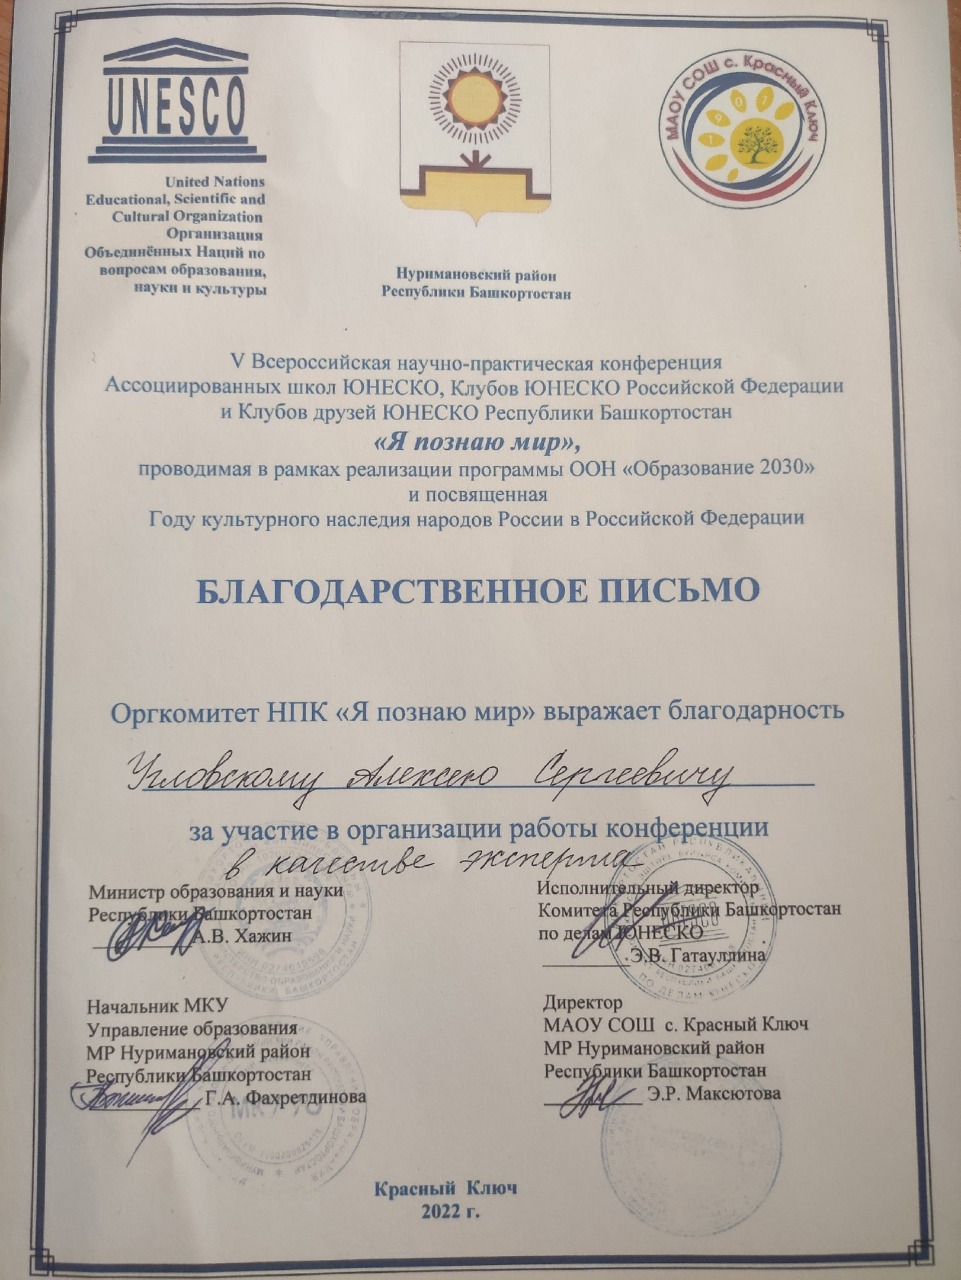 UNESCO
United Nations
Educational, Scientific and
Cultural Organization
Организация
Объединённых Наций по
вопросам образования,
науки и культуры
Нуримановский район
Республики Башкортостан
МАОУ СОШ с. Красный Ключ
1907
V Всероссийская научно-практическая конференция
Ассоциированных школ ЮНЕСКО, Клубов ЮНЕСКО Российской Федерации
и Клубов друзей ЮНЕСКО Республики Башкортостан
«Я познаю мир»,
проводимая в рамках реализации программы ООН «Образование 2030»
и посвященная
Году культурного наследия народов России в Российской Федерации
БЛАГОДАРСТВЕННОЕ ПИСЬМО
Оргкомитет НПК «Я познаю мир» выражает благодарность
Угловскому Алексею Сергеевичу
за участие в организации работы конференции
в качестве эксперта
Министр образования и науки
Республики Башкортостан
А.В. Хажин
Исполнительный директор
Комитета Республики Башкортостан
по делам ЮНЕСКО
Э.В. Гатауллина
Начальник МКУ
Управление образования
МР Нуримановский район
Республики Башкортостан
Г.А. Фахретдинова
Директор
МАОУ СОШ с. Красный Ключ
МР Нуримановский район
Республики Башкортостан
Э.Р. Максютова
МКУ УО
Красный Ключ
2022 г.